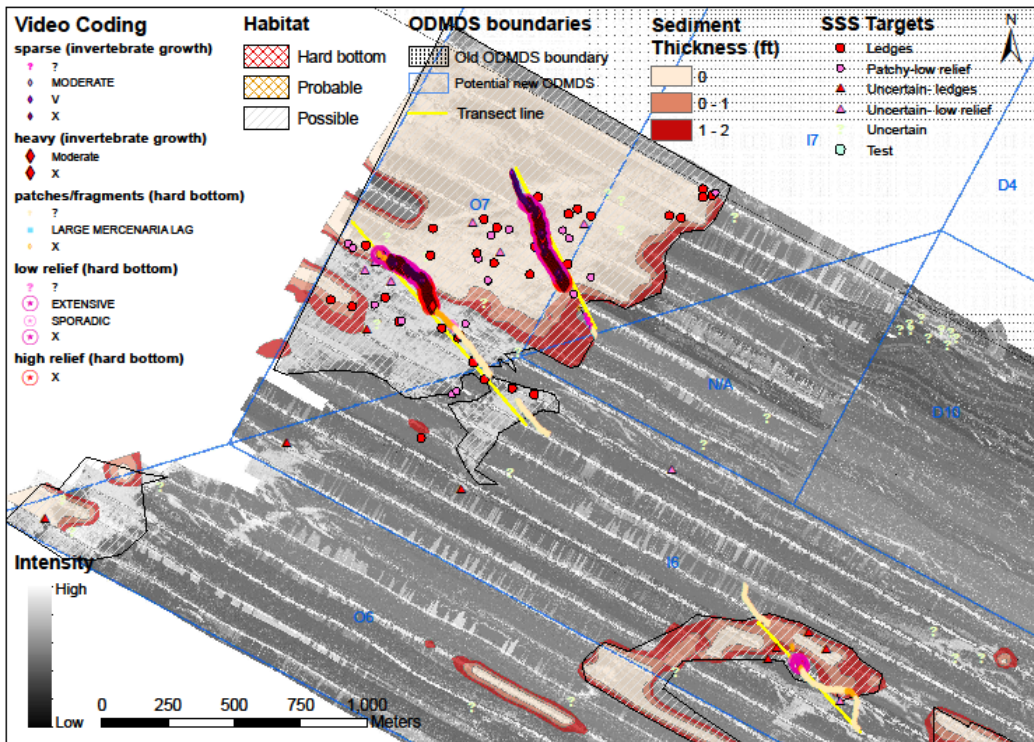 Video Coding
sparse (invertebrate growth)
?
MODERATE
V
X
heavy (invertebrate growth)
Moderate
X
patches/fragments (hard bottom)
?
LARGE MERCENARIA LAG
X
low relief (hard bottom)
?
EXTENSIVE
SPORADIC
X
high relief (hard bottom)
X
Habitat
Hard bottom
Probable
Possible
ODMDS boundaries
Old ODMDS boundary
Potential new ODMDS
Transect line
Sediment
Thickness (ft)
0
0 - 1
1 - 2
SSS Targets
Ledges
Patchy-low relief
Uncertain- ledges
Uncertain- low relief
? Uncertain
Test
N
I7
D4
O7
N/A
D10
I6
O6
Intensity
High
Low
0 250 500 750 1,000
Meters